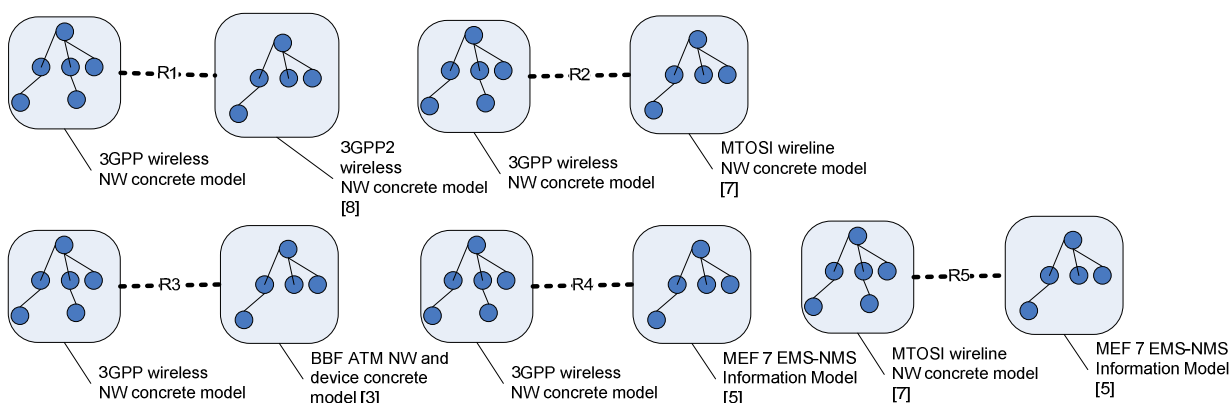 R1
R2
3GPP wireless
NW concrete model
3GPP2
wireless
NW concrete model
[8]
3GPP wireless
NW concrete model
MTOSI wireline
NW concrete model
[7]
R3
R4
R5
3GPP wireless
NW concrete model
BBF ATM NW and
device concrete
model [3]
3GPP wireless
NW concrete model
MEF 7 EMS-NMS
Information Model
[5]
MTOSI wireline
NW concrete model
[7]
MEF 7 EMS-NMS
Information Model
[5]